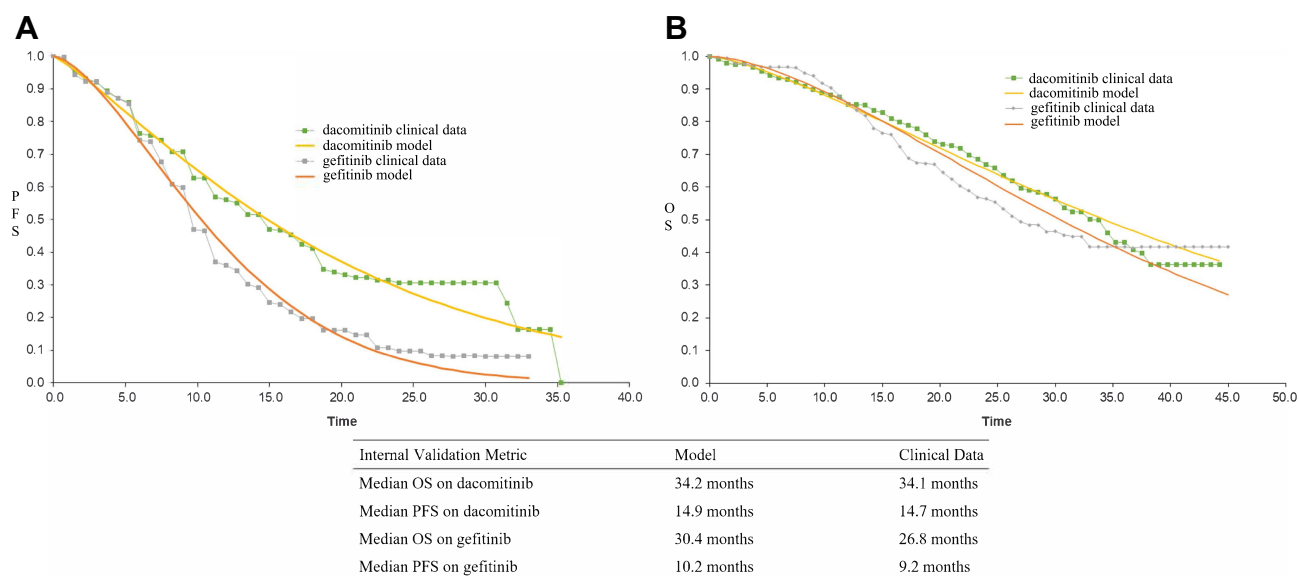 A
B
1.0
0.9
0.8
0.7
0.6
0.5
0.4
0.3
0.2
0.1
0.0
P
F
S
dacomitinib clinical data
dacomitinib model
gefitinib clinical data
gefitinib model
0.0 5.0 10.0 15.0 20.0 25.0 30.0 35.0 40.0
Time
1.0
0.9
0.8
0.7
0.6
0.5
0.4
0.3
0.2
0.1
0.0
O
S
dacomitinib clinical data
dacomitinib model
gefitinib clinical data
gefitinib model
0.0 5.0 10.0 15.0 20.0 25.0 30.0 35.0 40.0 45.0 50.0
Time
Internal Validation Metric Model Clinical Data
Median OS on dacomitinib 34.2 months 34.1 months
Median PFS on dacomitinib 14.9 months 14.7 months
Median OS on gefitinib 30.4 months 26.8 months
Median PFS on gefitinib 10.2 months 9.2 months